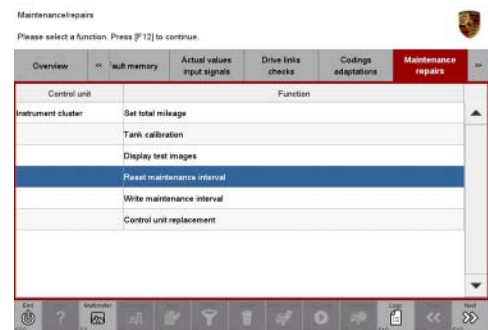 Maintenance/repairs
Please select a function. Press [F12] to continue.
Overview << 'ault memory Actual values input signals Drive links checks Codings adaptations Maintenance repairs >>
Control unit Function
Instrument cluster Set total mileage
Tank calibration
Display test images
Reset maintenance interval
Write maintenance interval
Control unit replacement
End Multimeter Logs Next